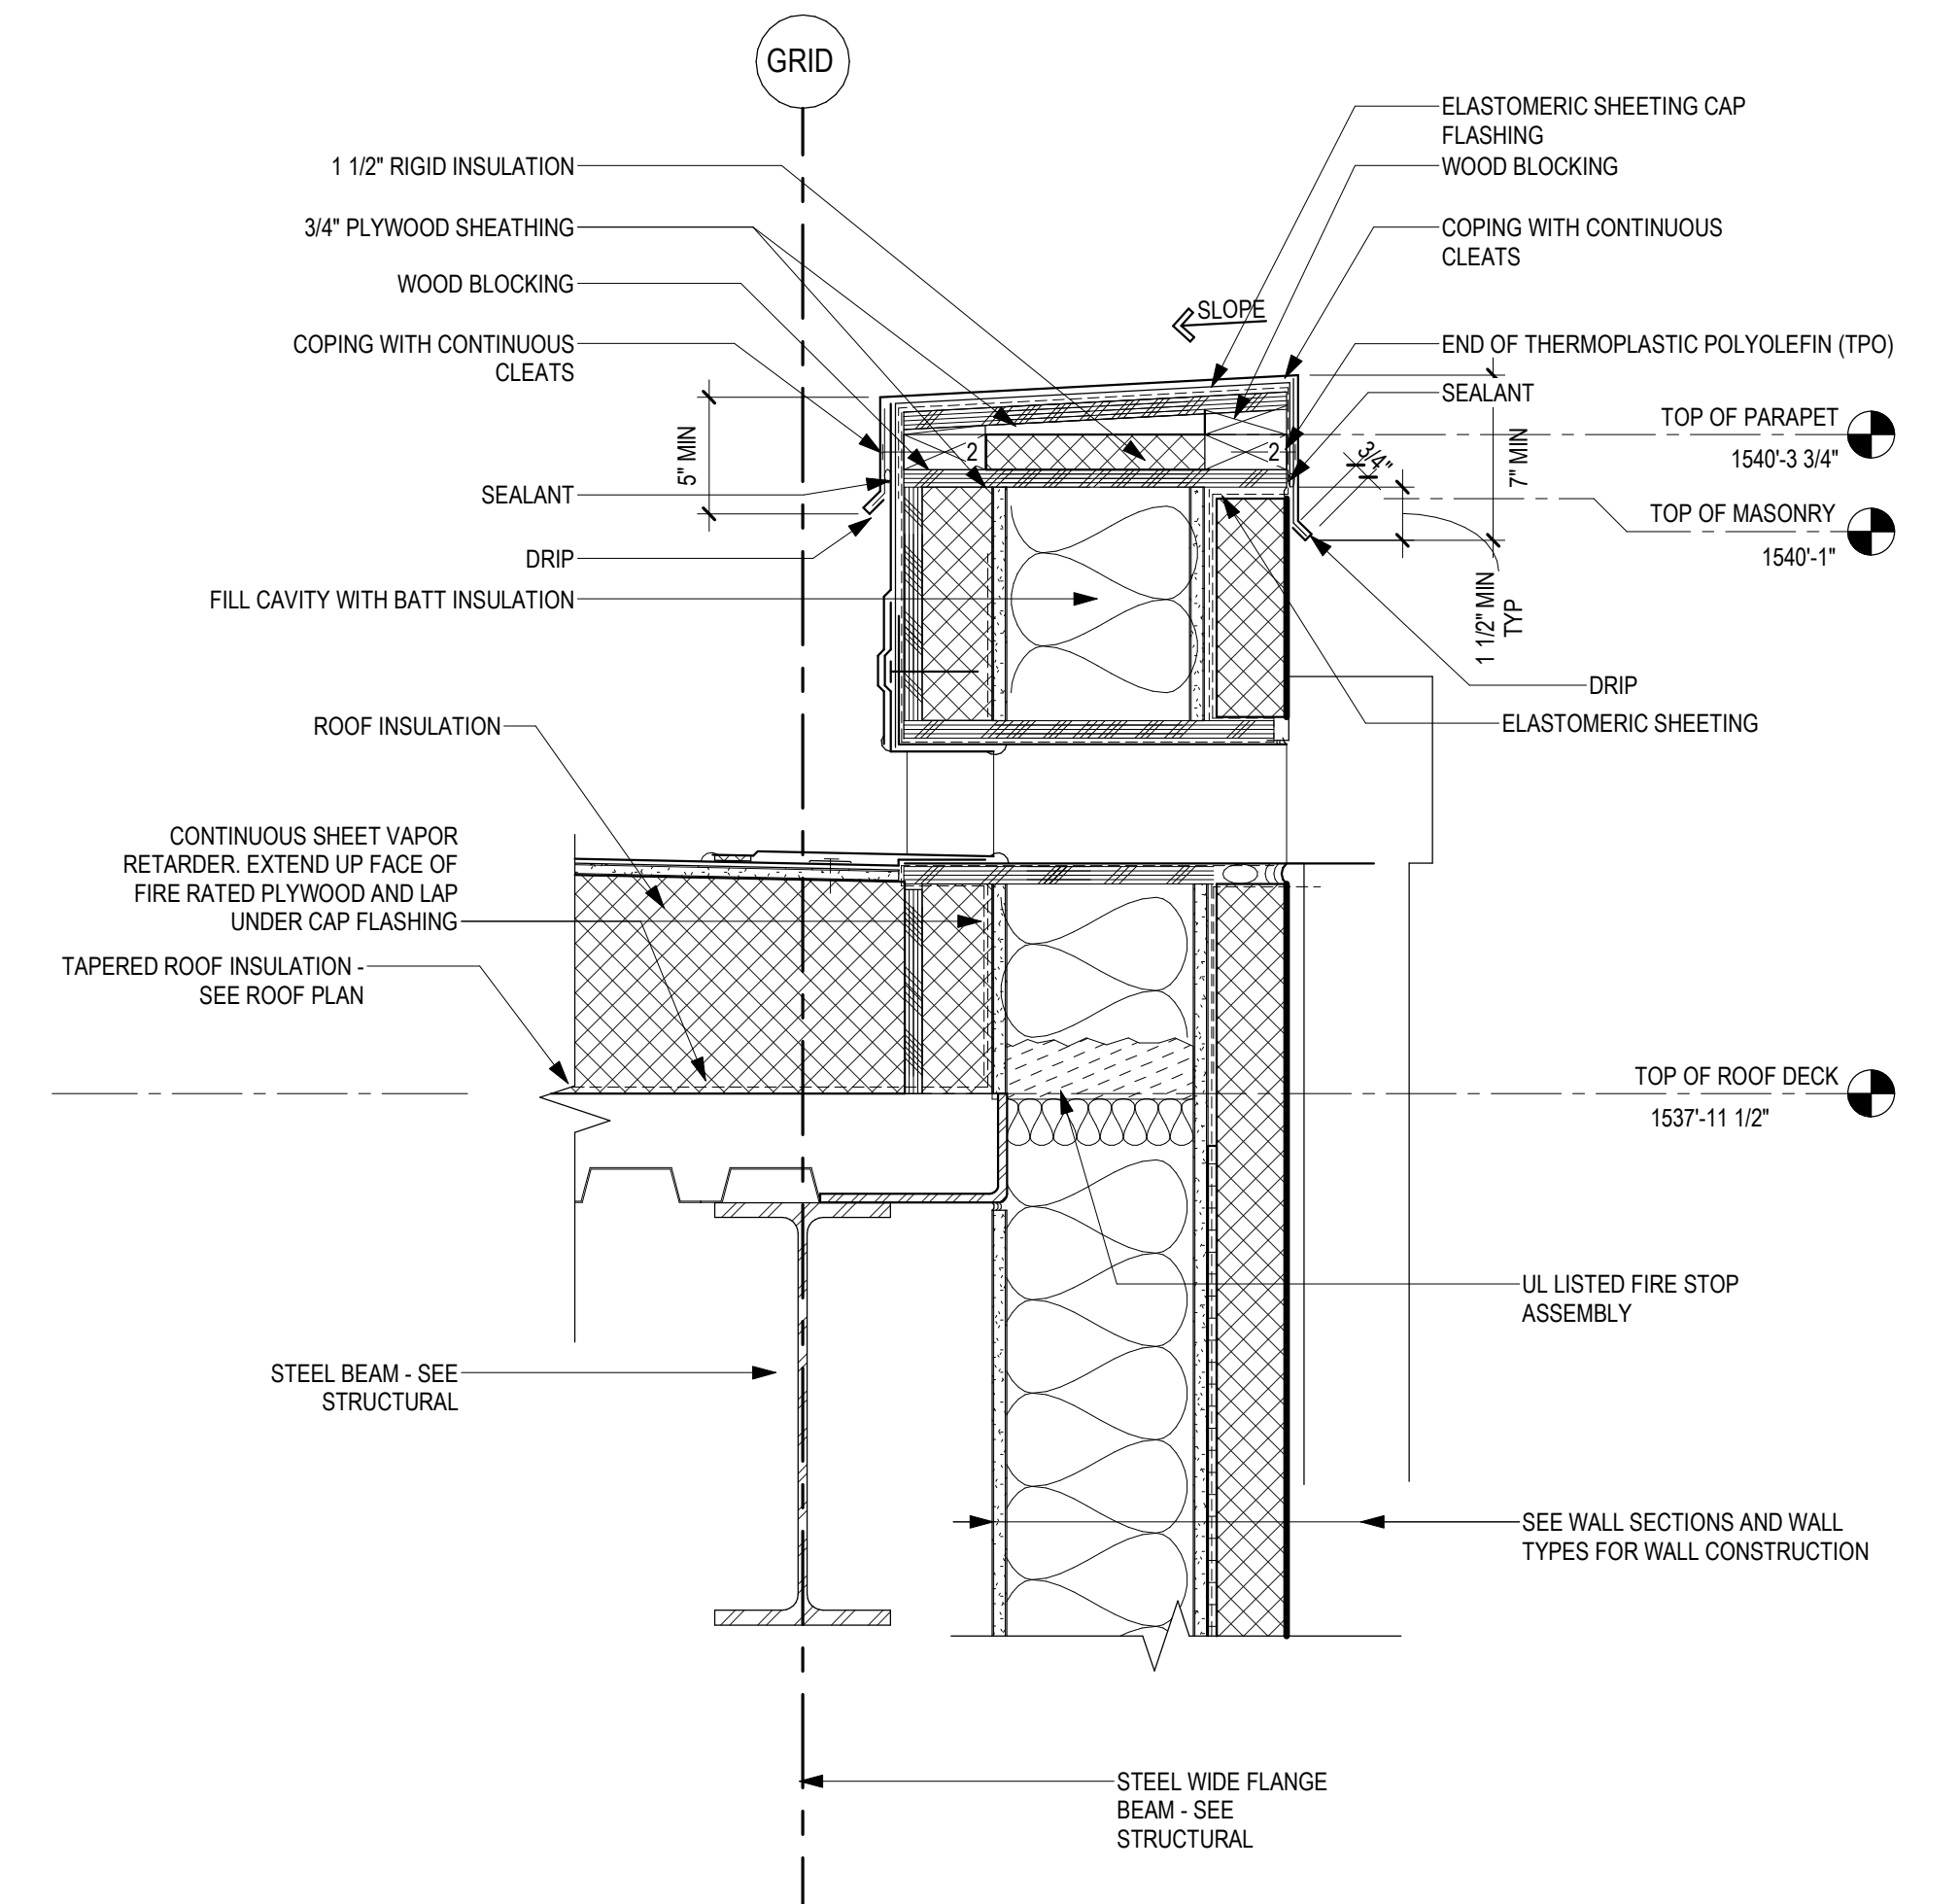 GRID
1 1/2" RIGID INSULATION
3/4" PLYWOOD SHEATHING
WOOD BLOCKING
COPING WITH CONTINUOUS
CLEATS
5" MIN
SEALANT
DRIP
FILL CAVITY WITH BATT INSULATION
ROOF INSULATION
CONTINUOUS SHEET VAPOR
RETARDER. EXTEND UP FACE OF
FIRE RATED PLYWOOD AND LAP
UNDER CAP FLASHING
TAPERED ROOF INSULATION -
SEE ROOF PLAN
STEEL BEAM - SEE
STRUCTURAL
ELASTOMERIC SHEETING CAP
FLASHING
WOOD BLOCKING
COPING WITH CONTINUOUS
CLEATS
SLOPE
END OF THERMOPLASTIC POLYOLEFIN (TPO)
SEALANT
2
2
3/4"
7" MIN
TOP OF PARAPET
1540'-3 3/4"
TOP OF MASONRY
1540'-1"
1 1/2" MIN
TYP
DRIP
ELASTOMERIC SHEETING
TOP OF ROOF DECK
1537'-11 1/2"
UL LISTED FIRE STOP
ASSEMBLY
SEE WALL SECTIONS AND WALL
TYPES FOR WALL CONSTRUCTION
STEEL WIDE FLANGE
BEAM - SEE
STRUCTURAL